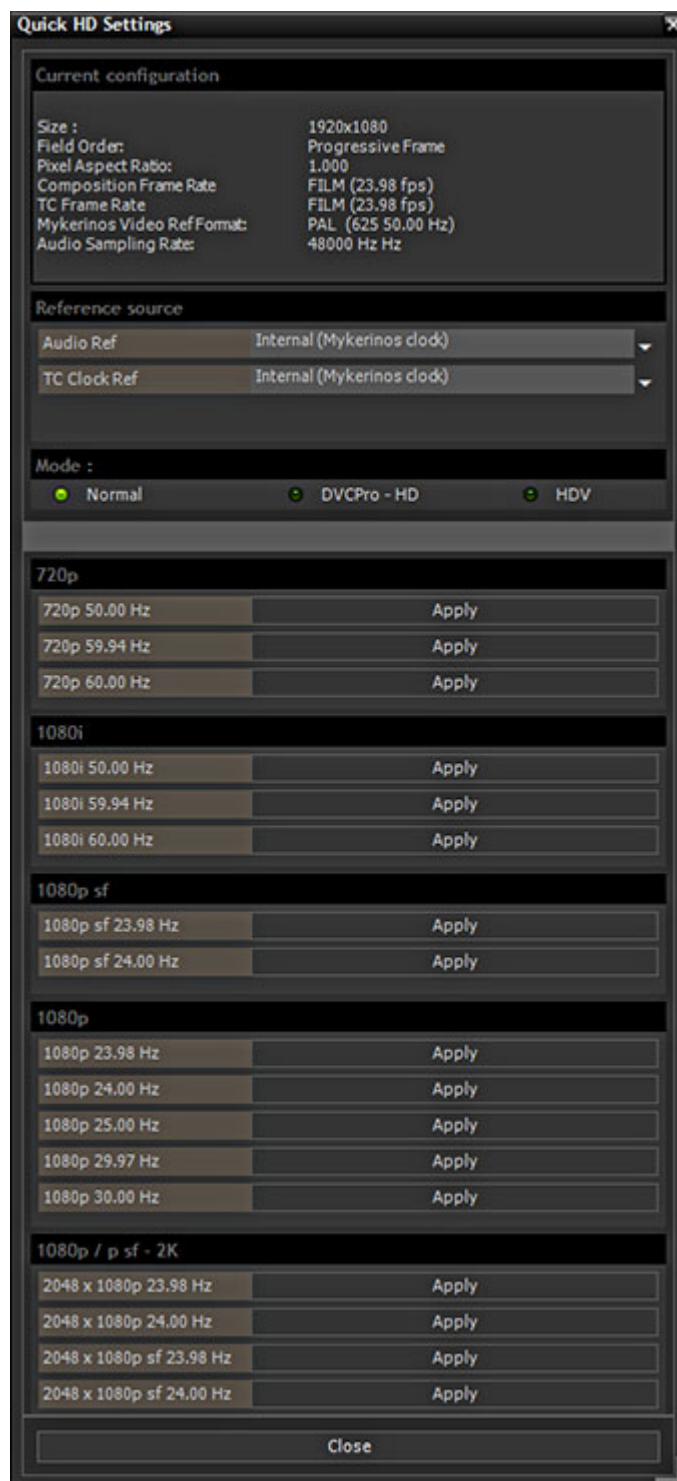 Quick HD Settings
Current configuration
Size : 1920x1080
Field Order: Progressive Frame
Pixel Aspect Ratio: 1.000
Composition Frame Rate FILM (23.98 fps)
TC Frame Rate FILM (23.98 fps)
Mykerinos Video Ref Format: PAL (625 50.00 Hz)
Audio Sampling Rate: 48000 Hz Hz
Reference source
Audio Ref Internal (Mykerinos clock)
TC Clock Ref Internal (Mykerinos clock)
Mode :
Normal DVCPro - HD HDV
720p
720p 50.00 Hz Apply
720p 59.94 Hz Apply
720p 60.00 Hz Apply
1080i
1080i 50.00 Hz Apply
1080i 59.94 Hz Apply
1080i 60.00 Hz Apply
1080p sf
1080p sf 23.98 Hz Apply
1080p sf 24.00 Hz Apply
1080p
1080p 23.98 Hz Apply
1080p 24.00 Hz Apply
1080p 25.00 Hz Apply
1080p 29.97 Hz Apply
1080p 30.00 Hz Apply
1080p / p sf - 2K
2048 x 1080p 23.98 Hz Apply
2048 x 1080p 24.00 Hz Apply
2048 x 1080p sf 23.98 Hz Apply
2048 x 1080p sf 24.00 Hz Apply
Close